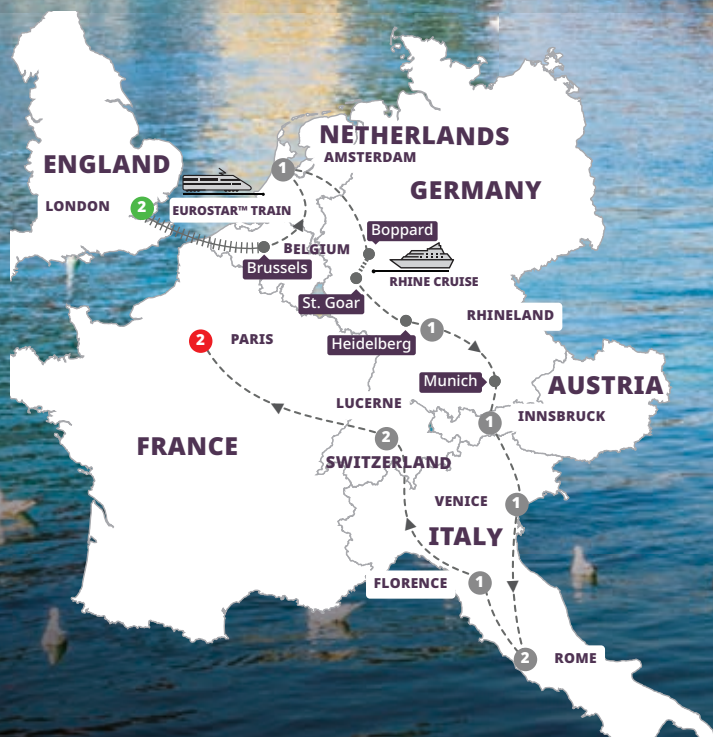 NETHERLANDS
AMSTERDAM
1
ENGLAND
GERMANY
LONDON
2
EUROSTAR™ TRAIN
Boppard
BELGIUM
Brussels
RHINE CRUISE
St. Goar
RHINELAND
1
Heidelberg
2
PARIS
Munich
AUSTRIA
LUCERNE
INNSBRUCK
1
2
FRANCE
SWITZERLAND
VENICE
1
ITALY
FLORENCE
1
2
ROME